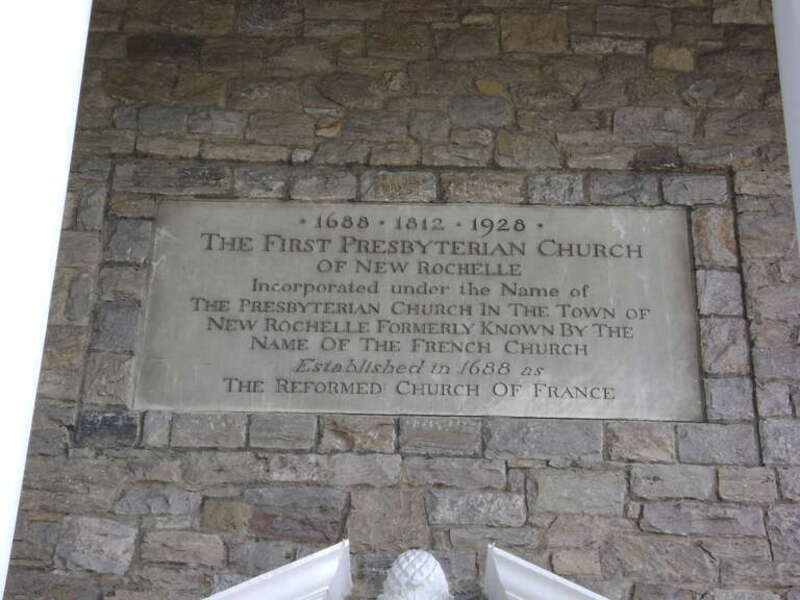 · 1688 · 1812 · 1928 ·
THE FIRST PRESBYTERIAN CHURCH
OF NEW ROCHELLE
Incorporated under the Name of
THE PRESBYTERIAN CHURCH IN THE TOWN OF
NEW ROCHELLE FORMERLY KNOWN BY THE
NAME OF THE FRENCH CHURCH
Established in 1688 as
THE REFORMED CHURCH OF FRANCE